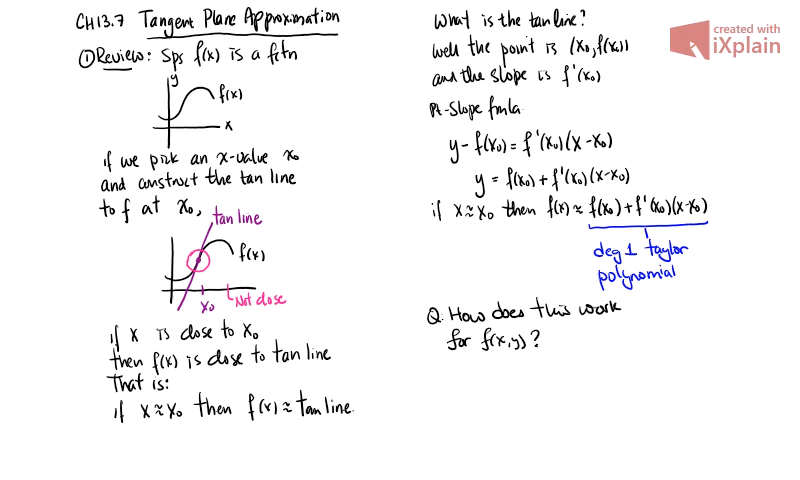 CH13.7 Tangent Plane Approximation
① Review: Sps f(x) is a fctn
y
f(x)
x
if we pick an x-value x₀
and construct the tan line
to f at x₀,
tan line
f(x)
x₀
Not close
if x is close to x₀
then f(x) is close to tan line
That is:
if x≈x₀ then f(x)≈tan line.
What is the tan line?
well the point is (x₀,f(x₀))
and the slope is f'(x₀)
Pt-Slope fmla
y-f(x₀)=f'(x₀)(x-x₀)
y=f(x₀)+f'(x₀)(x-x₀)
if x≈x₀ then f(x)≈f(x₀)+f'(x₀)(x-x₀)
deg 1 taylor
polynomial
Q: How does this work
for f(x,y)?
created with
iXplain